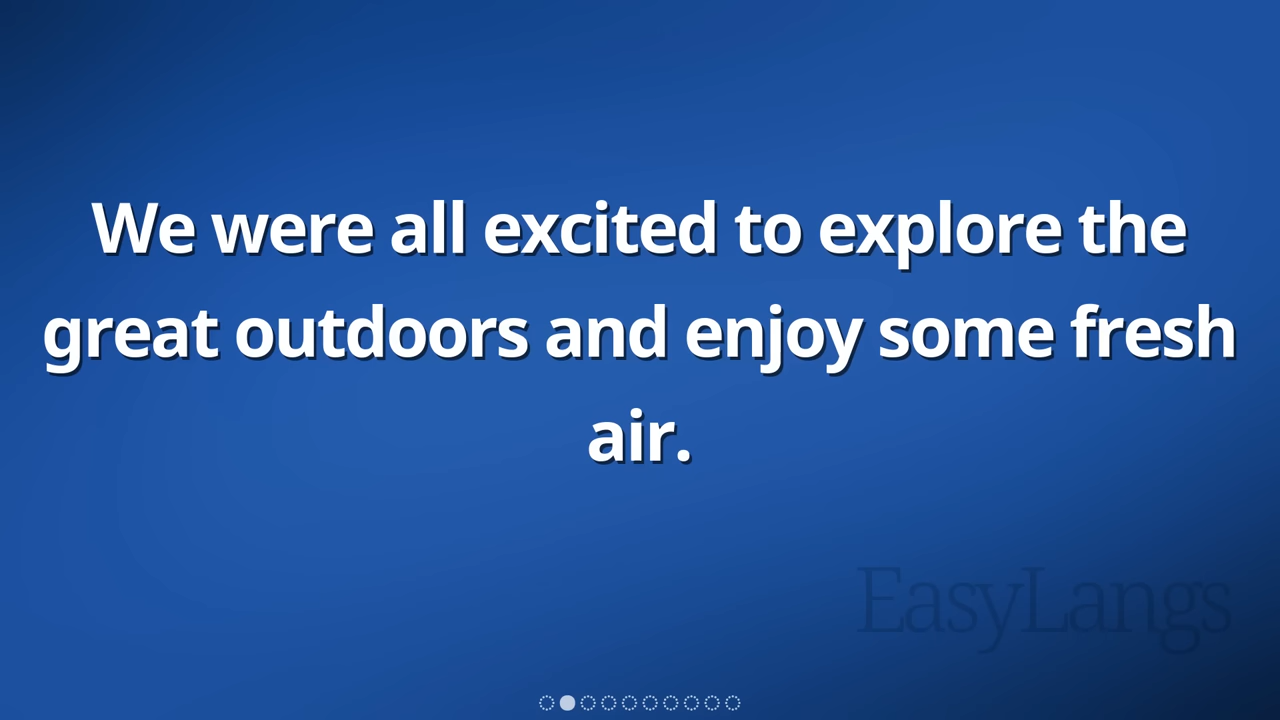 We were all excited to explore the
great outdoors and enjoy some fresh
air.
EasyLangs